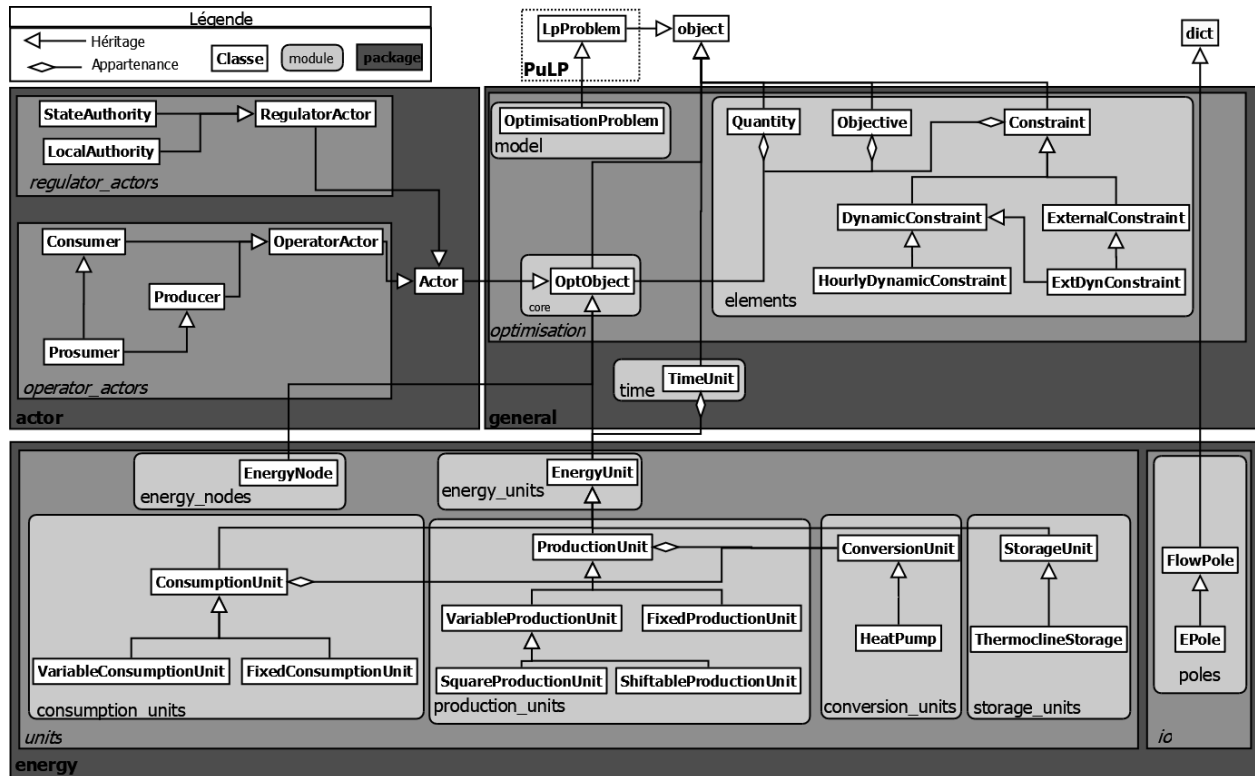 Légende
Héritage
Appartenance
Classe
module
package
LpProblem
object
PuLP
dict
StateAuthority
RegulatorActor
LocalAuthority
regulator_actors
Consumer
OperatorActor
Producer
Prosumer
operator_actors
Actor
actor
OptimisationProblem
model
Quantity
Objective
Constraint
DynamicConstraint
ExternalConstraint
HourlyDynamicConstraint
ExtDynConstraint
elements
OptObject
core
optimisation
TimeUnit
time
general
EnergyNode
energy_nodes
EnergyUnit
energy_units
ConsumptionUnit
VariableConsumptionUnit
FixedConsumptionUnit
consumption_units
ProductionUnit
VariableProductionUnit
FixedProductionUnit
SquareProductionUnit
ShiftableProductionUnit
production_units
ConversionUnit
HeatPump
conversion_units
StorageUnit
ThermoclineStorage
storage_units
units
FlowPole
EPole
poles
io
energy